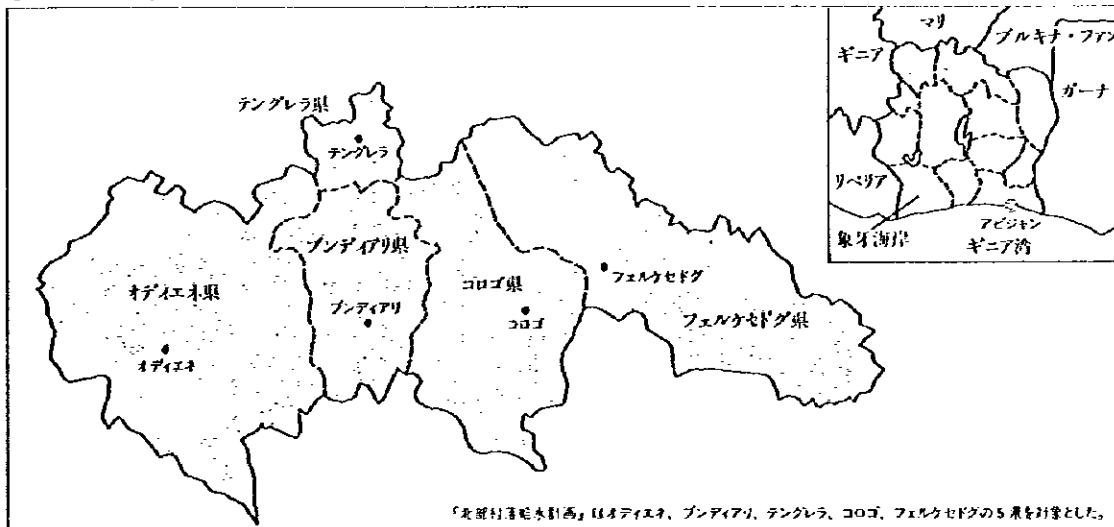 マリ
ブルキナ・ファン
ギニア
ガーナ
リベリア
アビジャン
象牙海岸
ギニア湾
テングレラ県
テングレラ
ブンディアリ県
ブンディアリ
オディエネ県
オディエネ
コロゴ県
コロゴ
フェルケセドグ
フェルケセドグ県
「北部村落給水計画」はオディエネ、ブンディアリ、テングレラ、コロゴ、フェルケセドグの5県を対象とした。